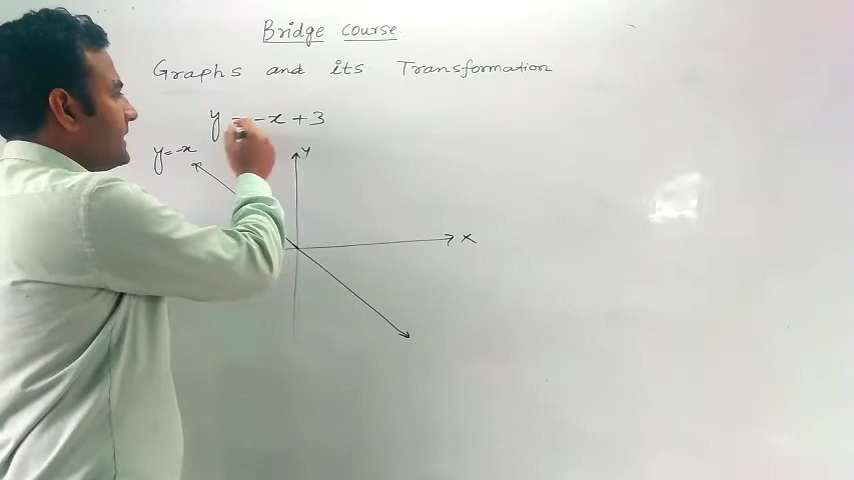 Bridge course
Graphs and its Transformation
y = -x + 3
y = -x
Y
X